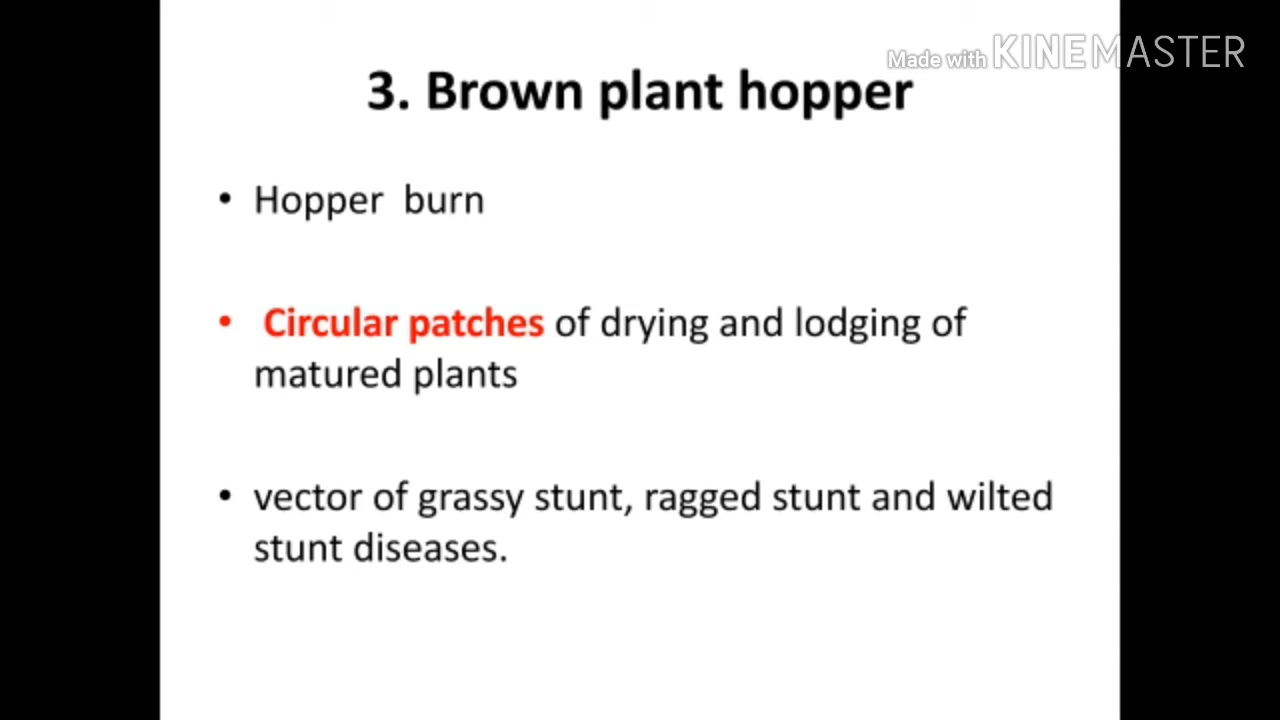 Made with KINEMASTER
3. Brown plant hopper
• Hopper burn
• Circular patches of drying and lodging of
matured plants
• vector of grassy stunt, ragged stunt and wilted
stunt diseases.